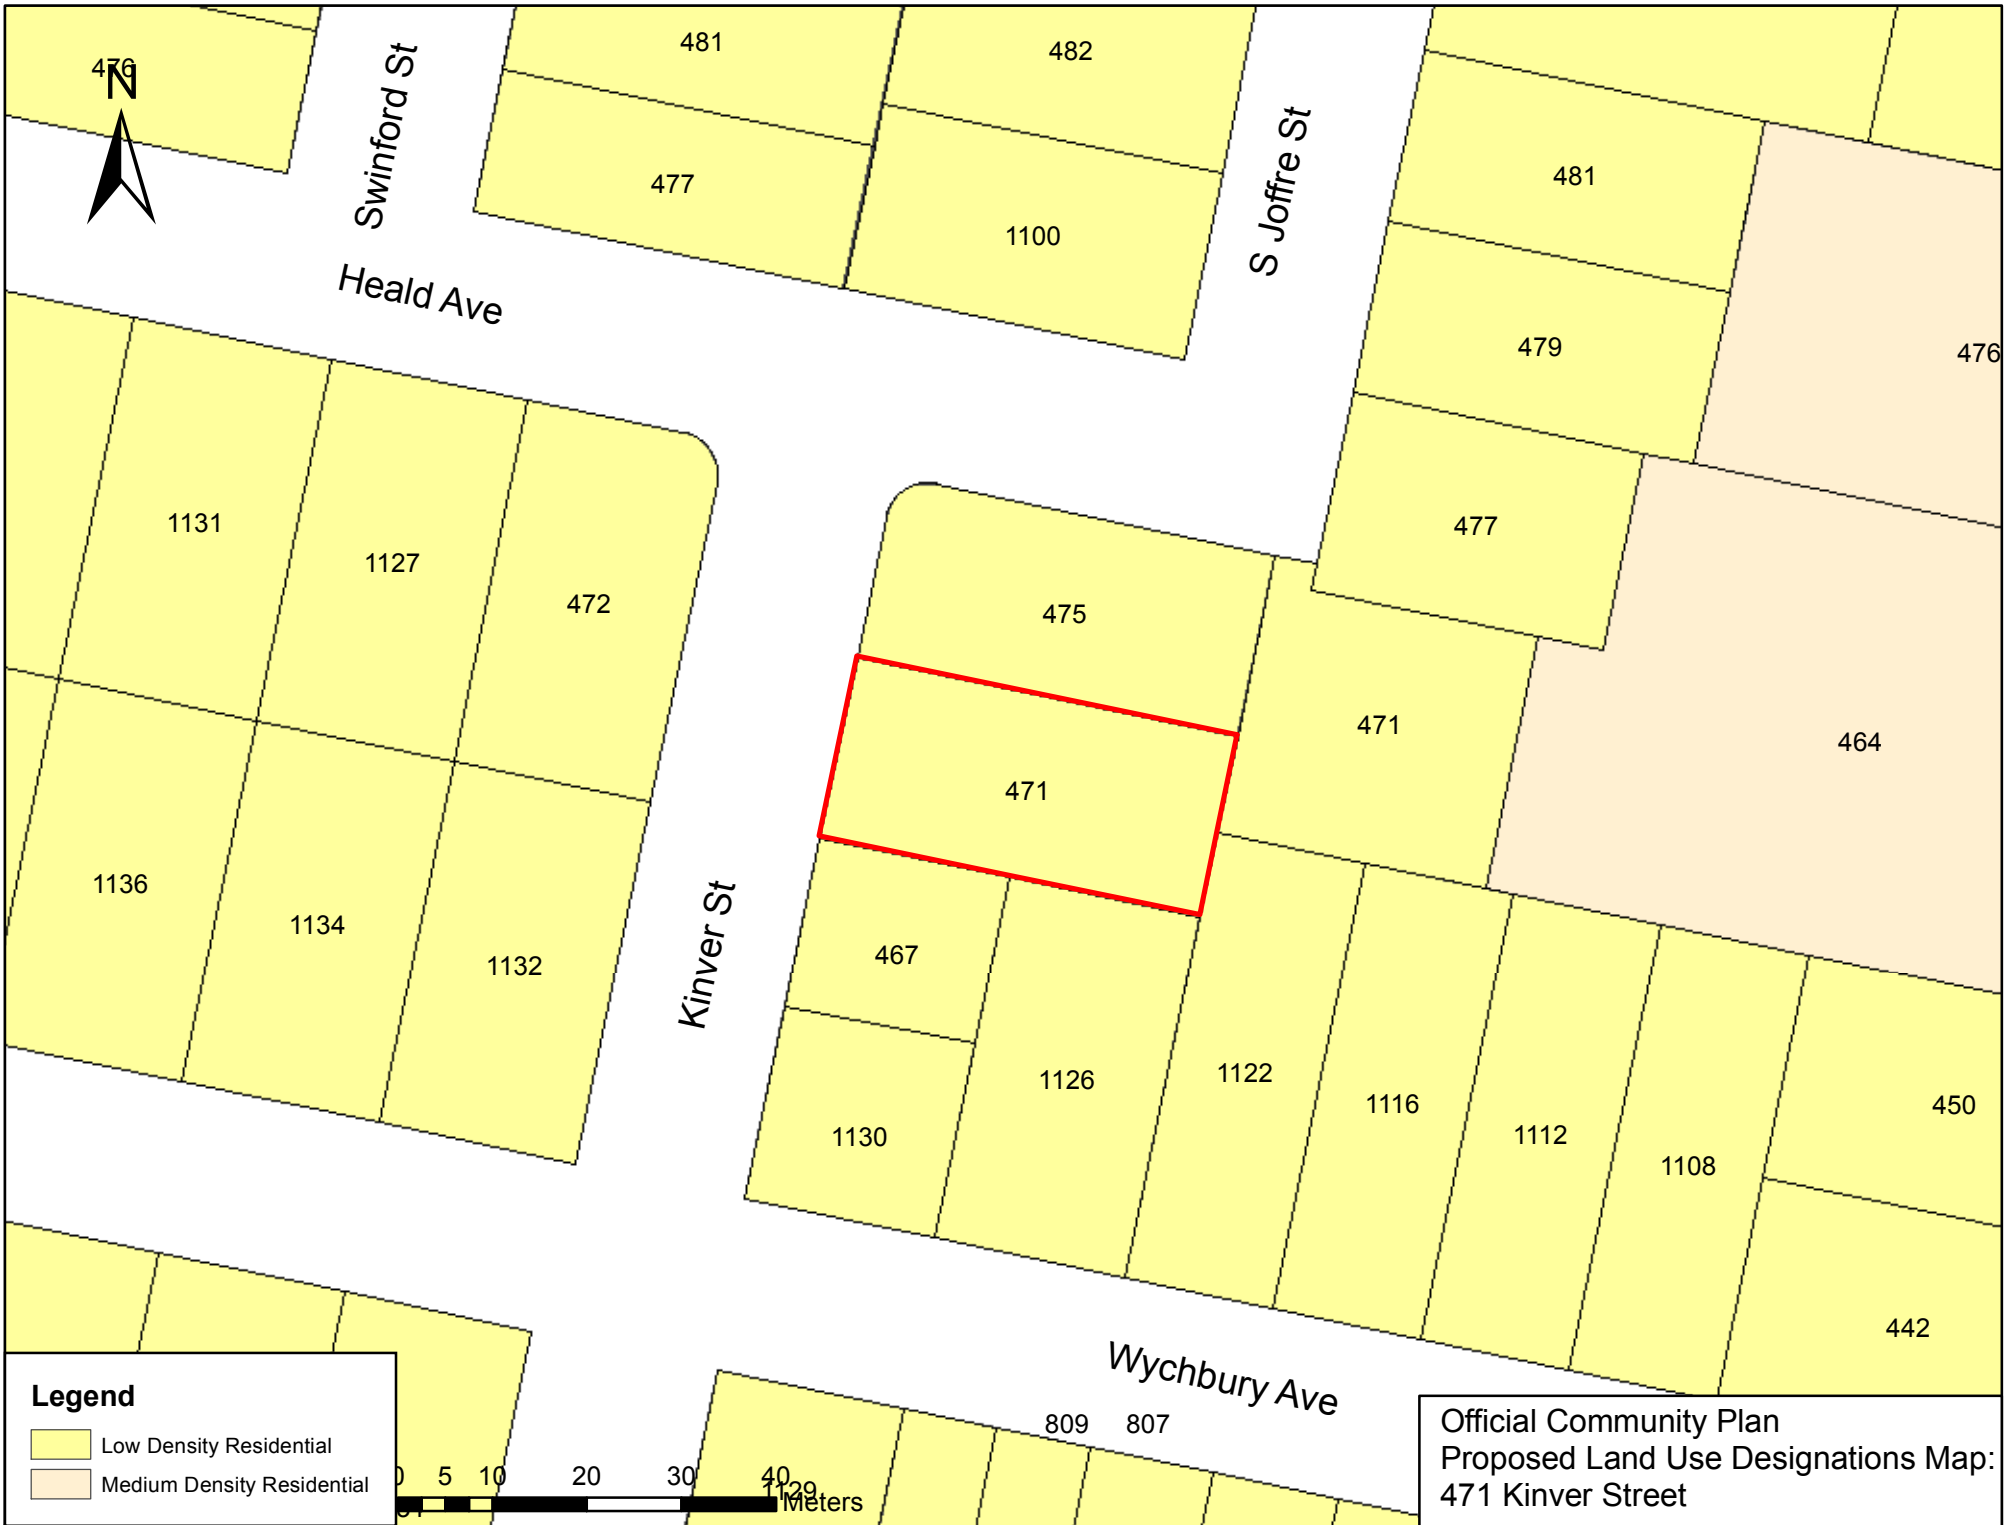 476
N
Swinford St
481
482
477
1100
S Joffre St
481
479
476
Heald Ave
477
1131
1127
472
475
471
471
464
1136
1134
1132
Kinver St
467
1130
1126
1122
1116
1112
1108
450
442
Wychbury Ave
809 807
Legend
Low Density Residential
Medium Density Residential
0 5 10 20 30 40
1129
Meters
Official Community Plan
Proposed Land Use Designations Map:
471 Kinver Street